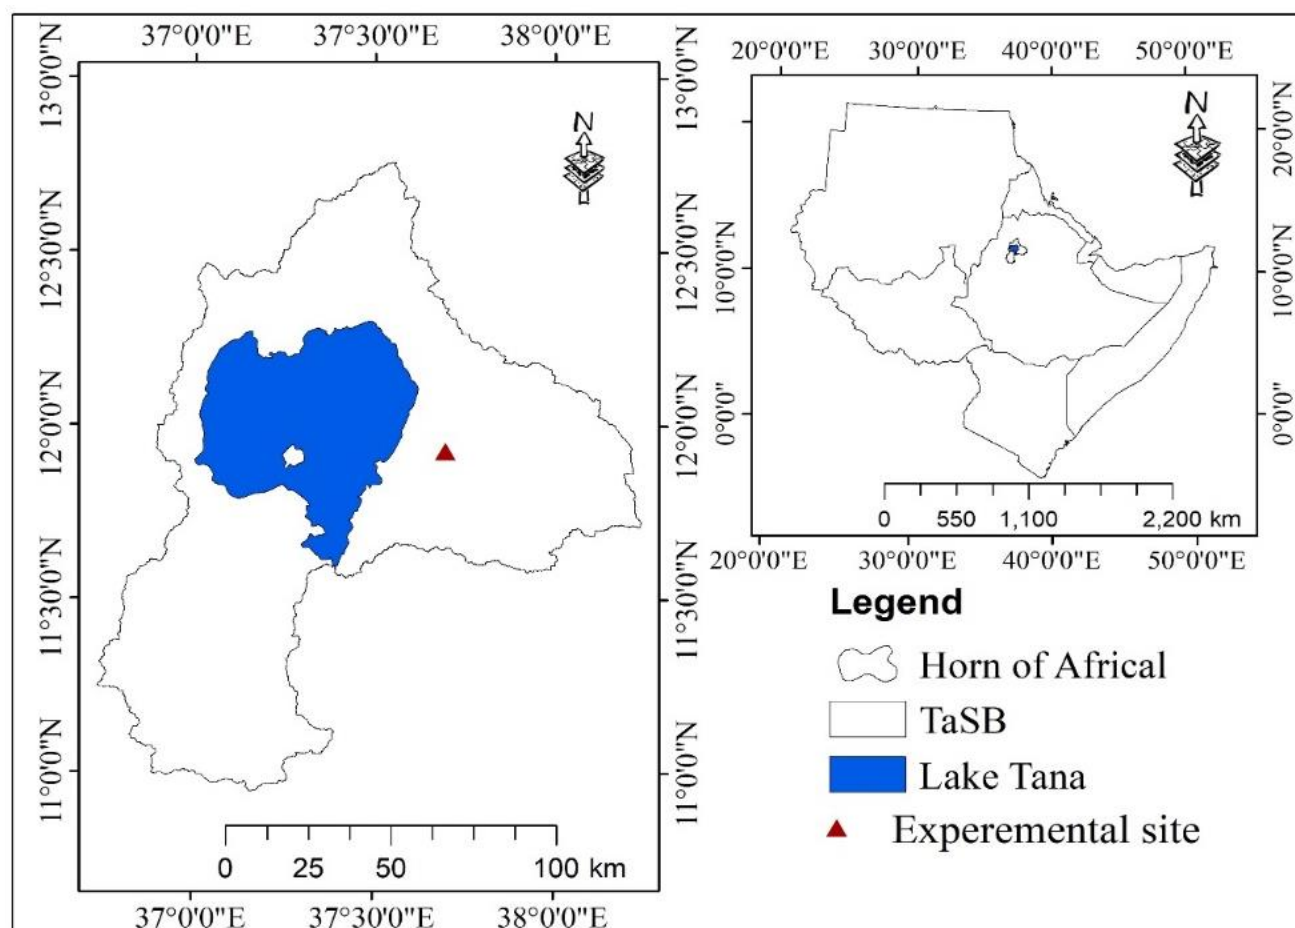 37°0'0"E 37°30'0"E 38°0'0"E
13°0'0"N
12°30'0"N
12°0'0"N
11°30'0"N
11°0'0"N
N
13°0'0"N
12°30'0"N
12°0'0"N
11°30'0"N
11°0'0"N
0 25 50 100 km
37°0'0"E 37°30'0"E 38°0'0"E
20°0'0"E 30°0'0"E 40°0'0"E 50°0'0"E
N
10°0'0"N
0°0'0"
20°0'0"N
10°0'0"N
0°0'0"
0 550 1,100 2,200 km
20°0'0"E 30°0'0"E 40°0'0"E 50°0'0"E
Legend
Horn of Africal
TaSB
Lake Tana
Experemental site